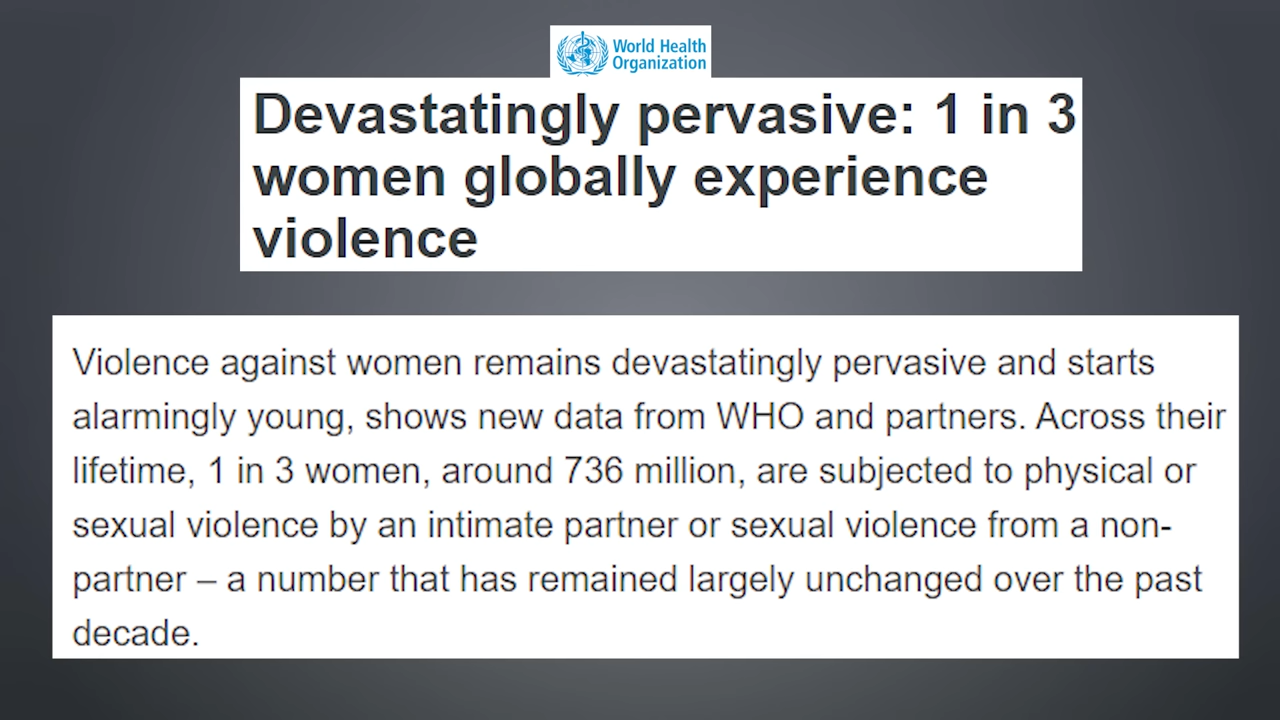 World Health
Organization
Devastatingly pervasive: 1 in 3
women globally experience
violence
Violence against women remains devastatingly pervasive and starts
alarmingly young, shows new data from WHO and partners. Across their
lifetime, 1 in 3 women, around 736 million, are subjected to physical or
sexual violence by an intimate partner or sexual violence from a non-
partner – a number that has remained largely unchanged over the past
decade.